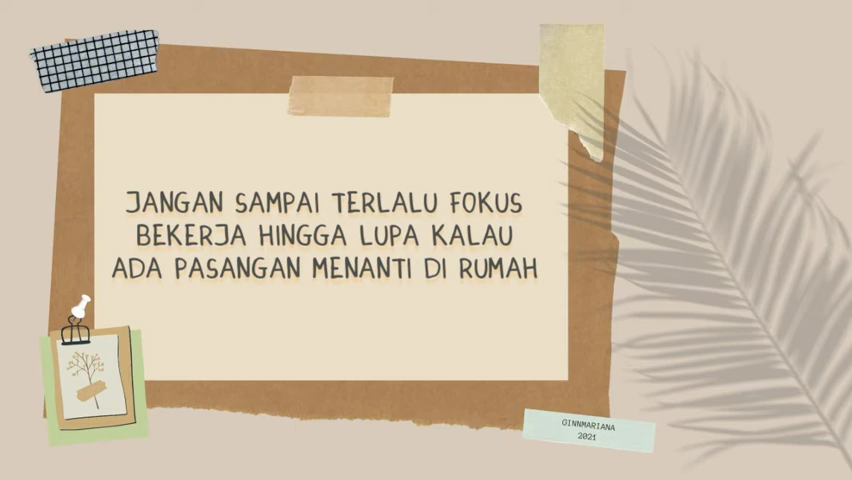 JANGAN SAMPAI TERLALU FOKUS
BEKERJA HINGGA LUPA KALAU
ADA PASANGAN MENANTI DI RUMAH
GINNMARIANA
2021